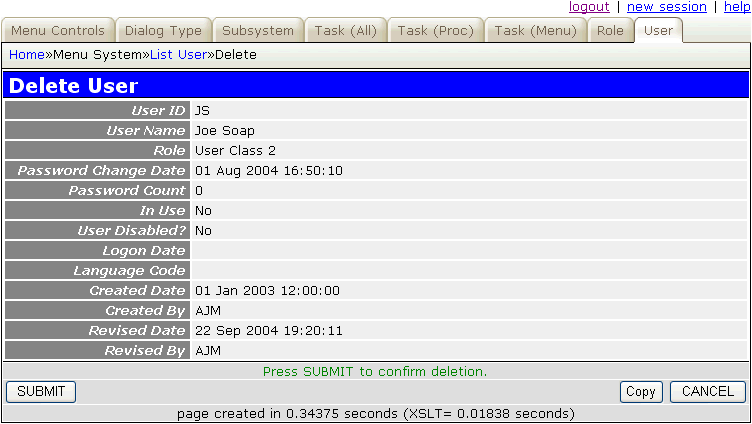 logout | new session | help
Menu Controls Dialog Type Subsystem Task (All) Task (Proc) Task (Menu) Role User
Home»Menu System»List User»Delete
Delete User
User ID JS
User Name Joe Soap
Role User Class 2
Password Change Date 01 Aug 2004 16:50:10
Password Count 0
In Use No
User Disabled? No
Logon Date
Language Code
Created Date 01 Jan 2003 12:00:00
Created By AJM
Revised Date 22 Sep 2004 19:20:11
Revised By AJM
Press SUBMIT to confirm deletion.
SUBMIT Copy CANCEL
page created in 0.34375 seconds (XSLT= 0.01838 seconds)